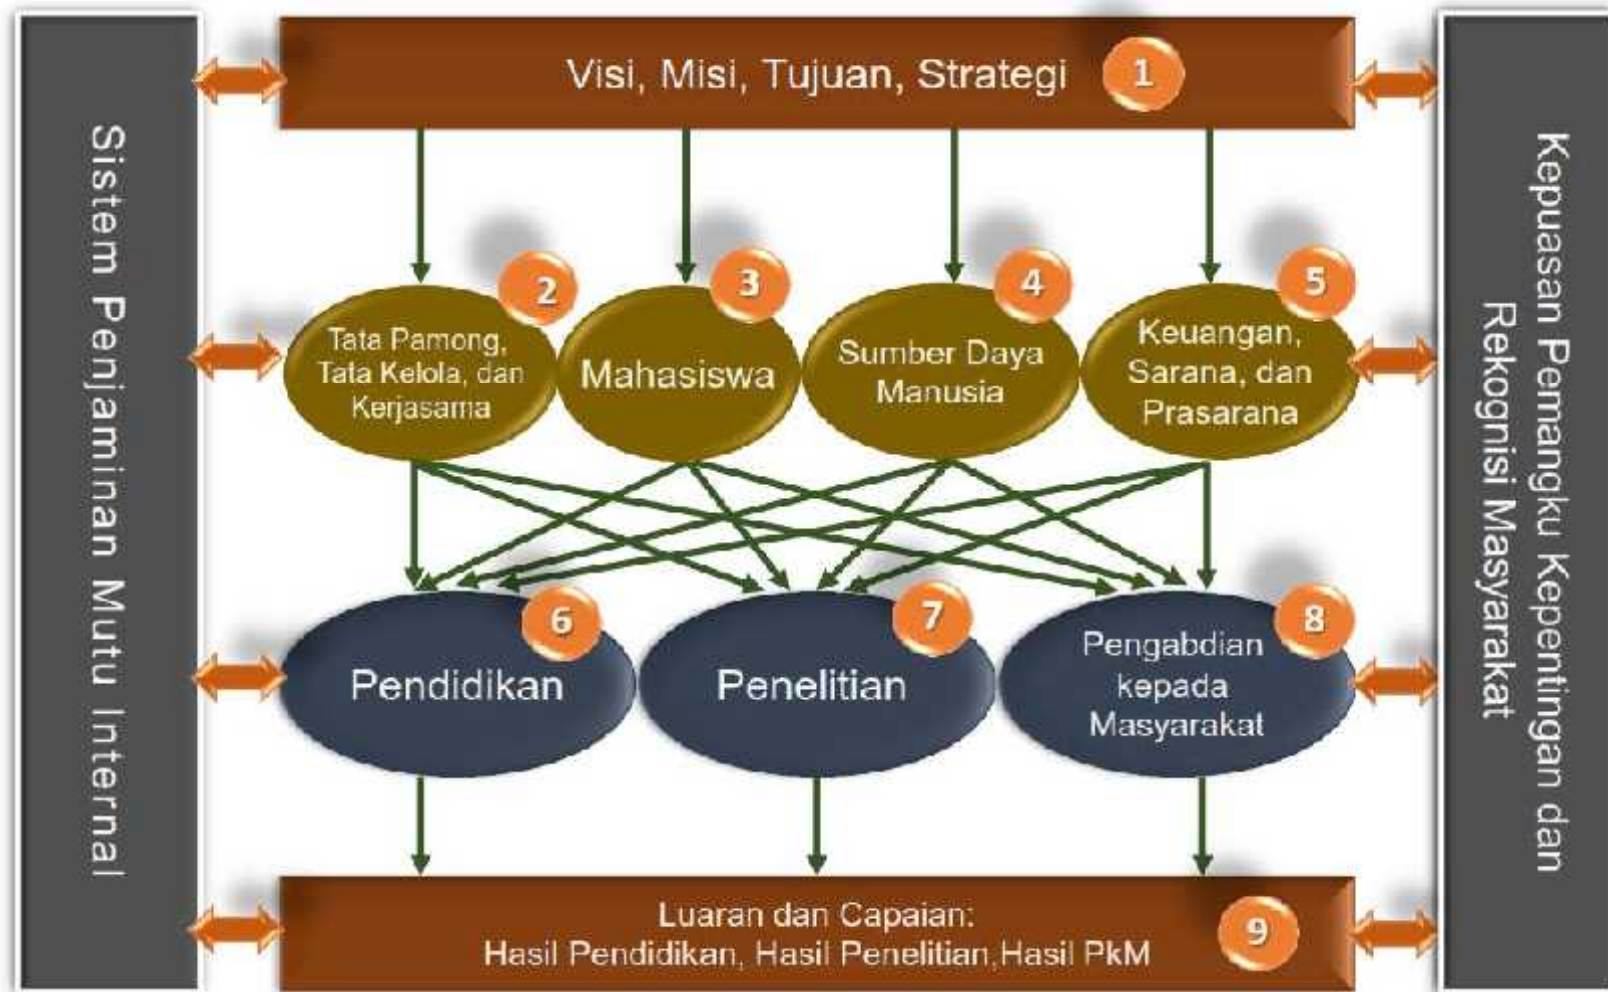 Sistem Penjaminan Mutu Internal
Visi, Misi, Tujuan, Strategi
1
2
Tata Pamong,
Tata Kelola, dan
Kerjasama
3
Mahasiswa
4
Sumber Daya
Manusia
5
Keuangan,
Sarana, dan
Prasarana
6
Pendidikan
7
Penelitian
8
Pengabdian
kepada
Masyarakat
Luaran dan Capaian:
Hasil Pendidikan, Hasil Penelitian,Hasil PkM
9
Kepuasan Pemangku Kepentingan dan
Rekognisi Masyarakat